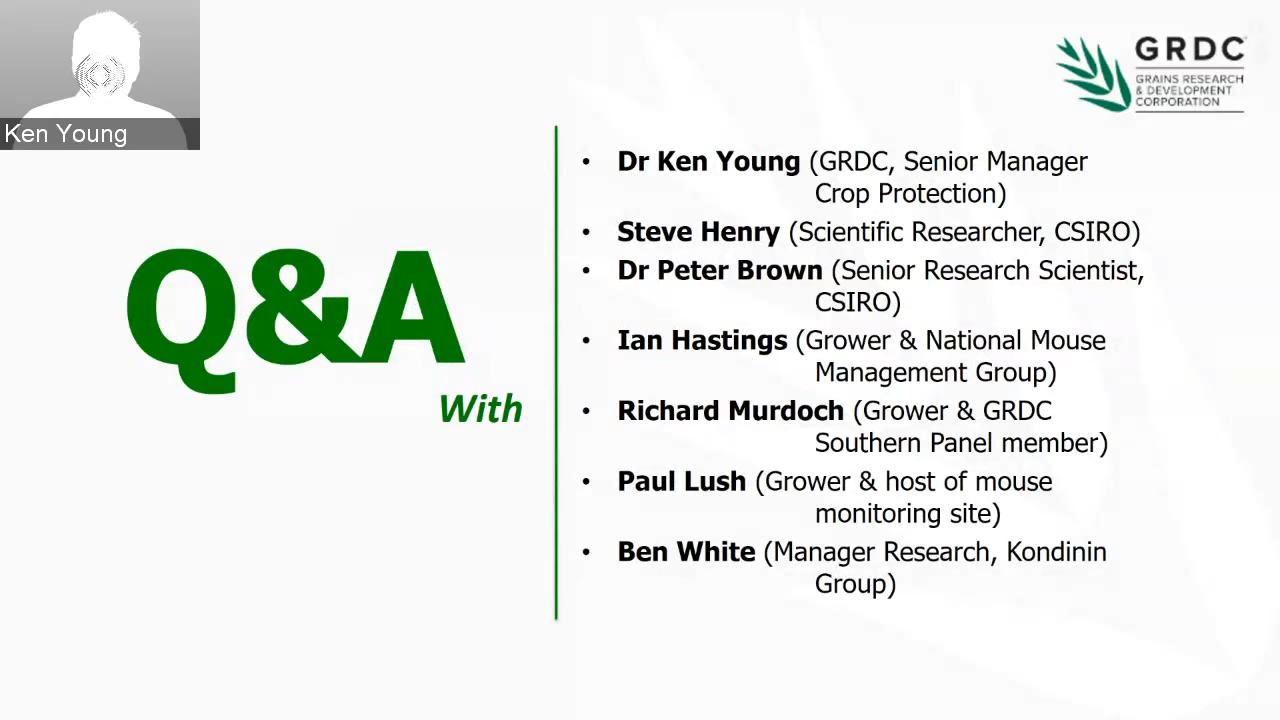 Ken Young
GRDC
GRAINS RESEARCH
& DEVELOPMENT
CORPORATION
Q&A
With
• Dr Ken Young (GRDC, Senior Manager
Crop Protection)
• Steve Henry (Scientific Researcher, CSIRO)
• Dr Peter Brown (Senior Research Scientist,
CSIRO)
• Ian Hastings (Grower & National Mouse
Management Group)
• Richard Murdoch (Grower & GRDC
Southern Panel member)
• Paul Lush (Grower & host of mouse
monitoring site)
• Ben White (Manager Research, Kondinin
Group)